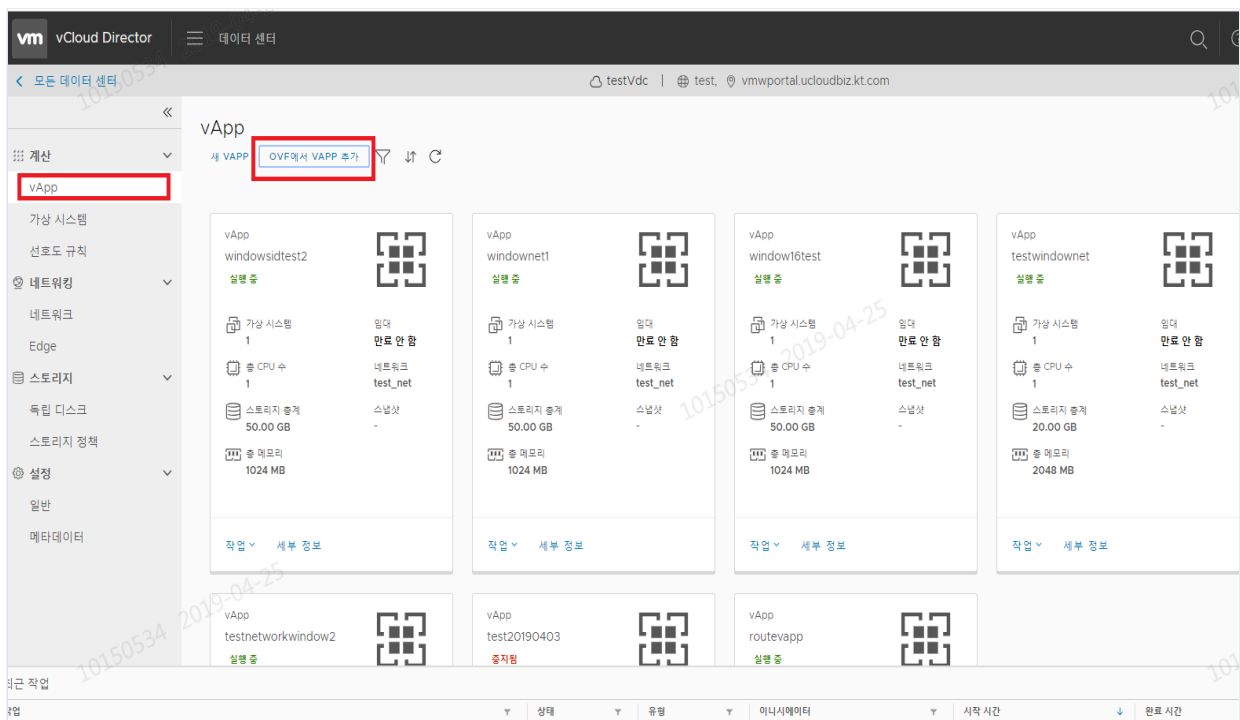 vm vCloud Director 데이터 센터
모든 데이터 센터 testVdc | test, vmwportal.ucloudbiz.kt.com
vApp
새 VAPP OVF에서 VAPP 추가
계산
vApp
가상 시스템
선호도 규칙
네트워킹
네트워크
Edge
스토리지
독립 디스크
스토리지 정책
설정
일반
메타데이터
vApp
windowsidtest2
실행 중
가상 시스템 임대
1 만료 안 함
총 CPU 수 네트워크
1 test_net
스토리지 총계 스냅샷
50.00 GB -
총 메모리
1024 MB
작업 세부 정보
vApp
windownet1
실행 중
가상 시스템 임대
1 만료 안 함
총 CPU 수 네트워크
1 test_net
스토리지 총계 스냅샷
50.00 GB -
총 메모리
1024 MB
작업 세부 정보
vApp
window16test
실행 중
가상 시스템 임대
1 만료 안 함
총 CPU 수 네트워크
1 test_net
스토리지 총계 스냅샷
50.00 GB -
총 메모리
1024 MB
작업 세부 정보
vApp
testwindownet
실행 중
가상 시스템 임대
1 만료 안 함
총 CPU 수 네트워크
1 test_net
스토리지 총계 스냅샷
20.00 GB -
총 메모리
2048 MB
작업 세부 정보
vApp
testnetworkwindow2
실행 중
vApp
test20190403
중지됨
vApp
routevapp
실행 중
최근 작업
작업 상태 유형 이니시에이터 시작 시간 완료 시간
10150534 2019-04-25
10150534 2019-04-25
10150534